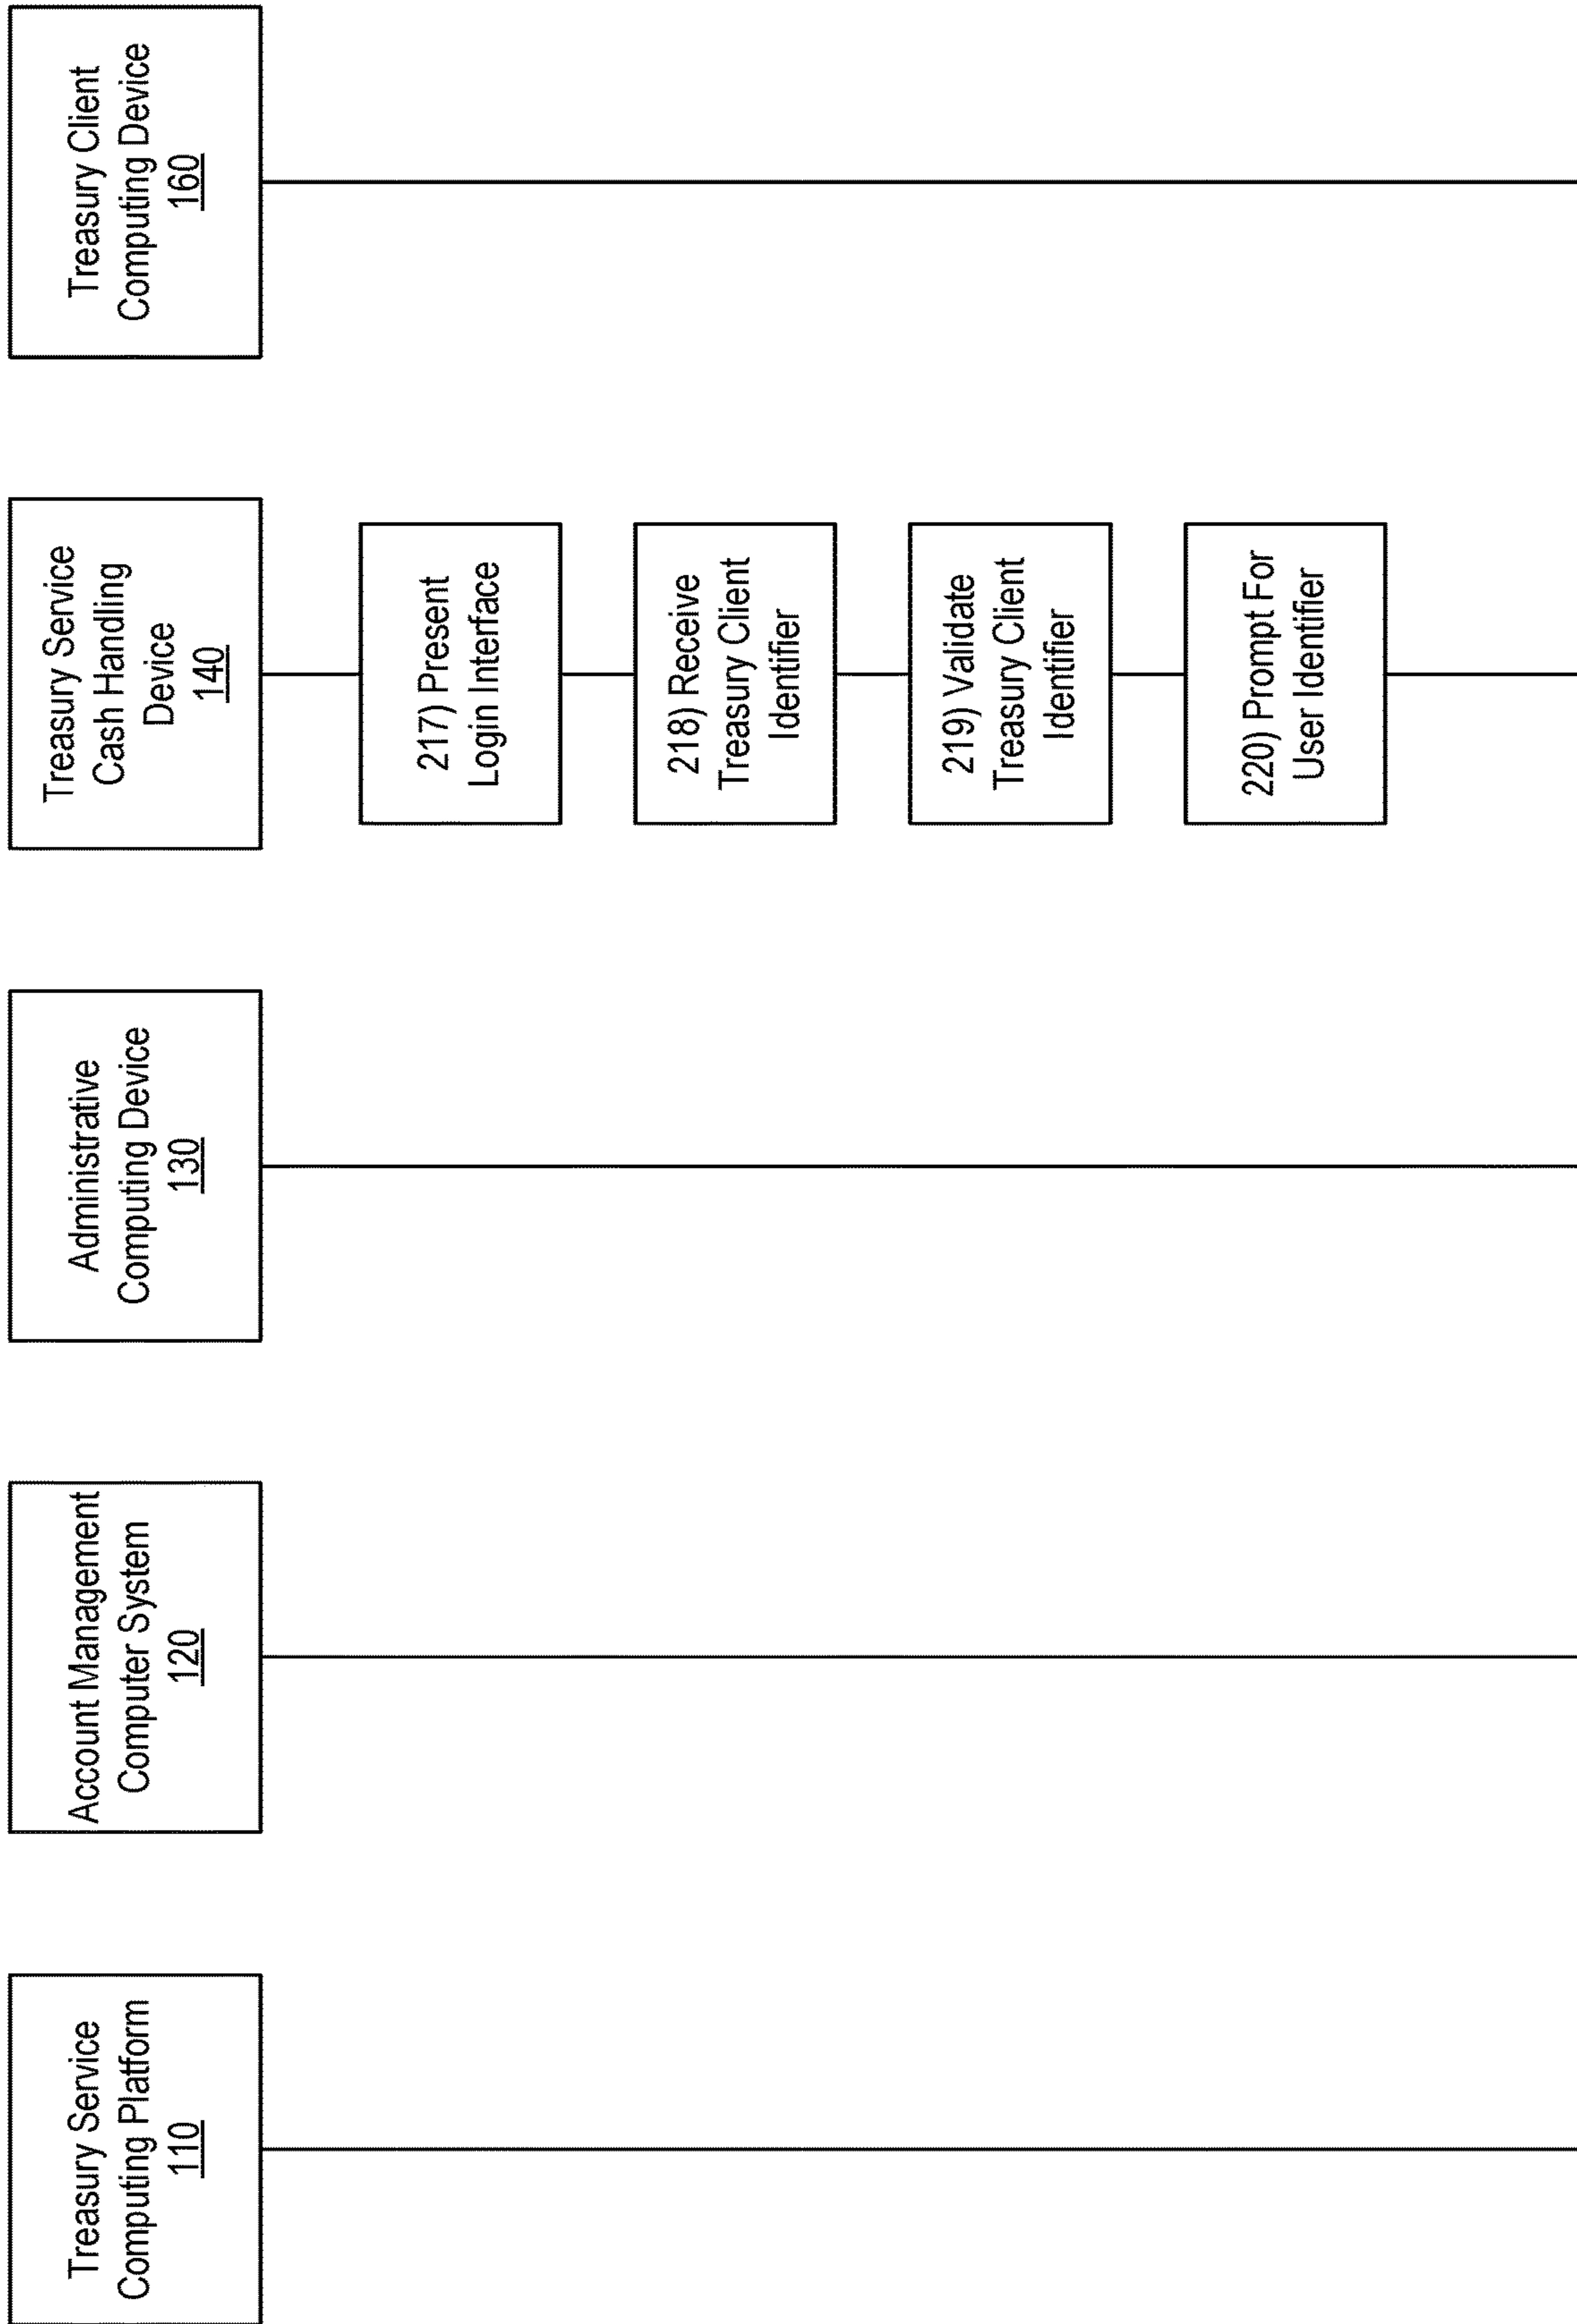 Treasury Service
Computing Platform
110
Account Management
Computer System
120
Administrative
Computing Device
130
Treasury Service
Cash Handling
Device
140
Treasury Client
Computing Device
160
217) Present
Login Interface
218) Receive
Treasury Client
Identifier
219) Validate
Treasury Client
Identifier
220) Prompt For
User Identifier